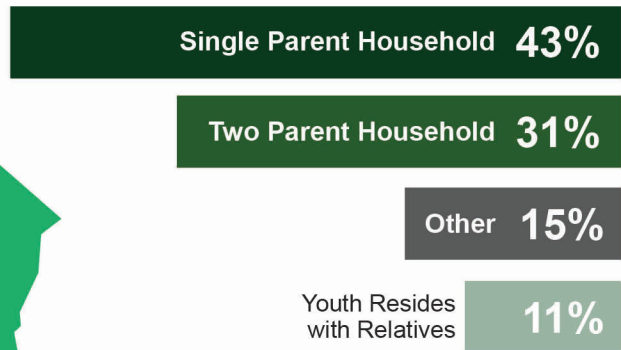 Single Parent Household 43%
Two Parent Household 31%
Other 15%
Youth Resides
with Relatives 11%